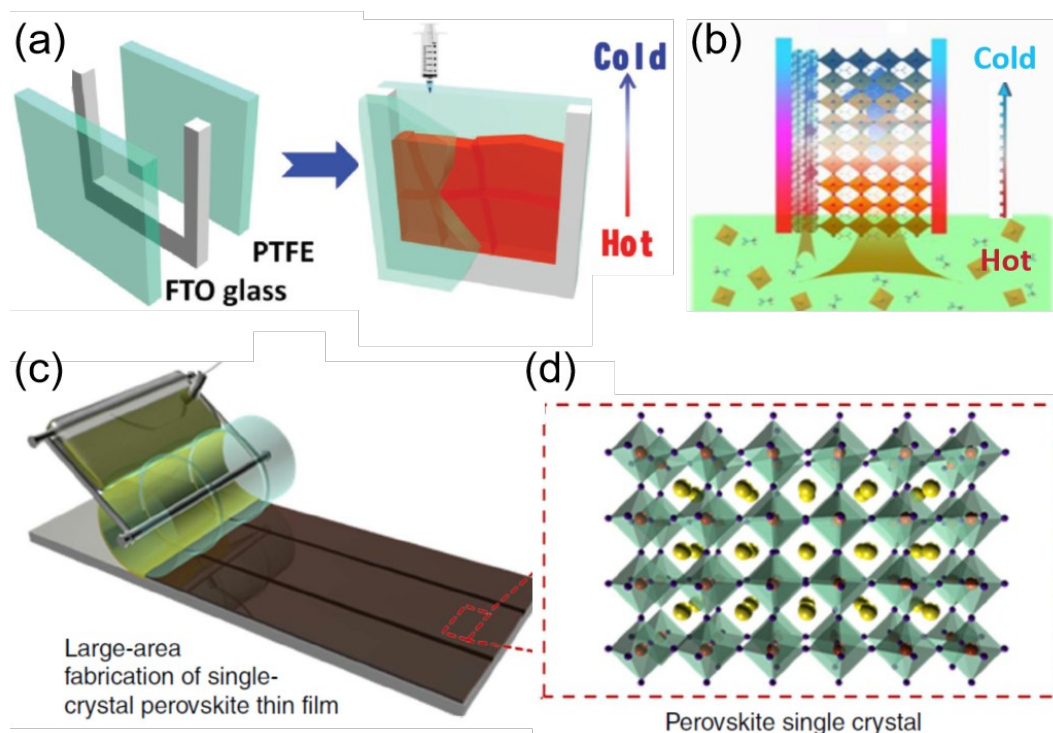 (a)
PTFE
FTO glass
Cold
Hot
(b)
Cold
Hot
(c)
Large-area
fabrication of single-
crystal perovskite thin film
(d)
Perovskite single crystal